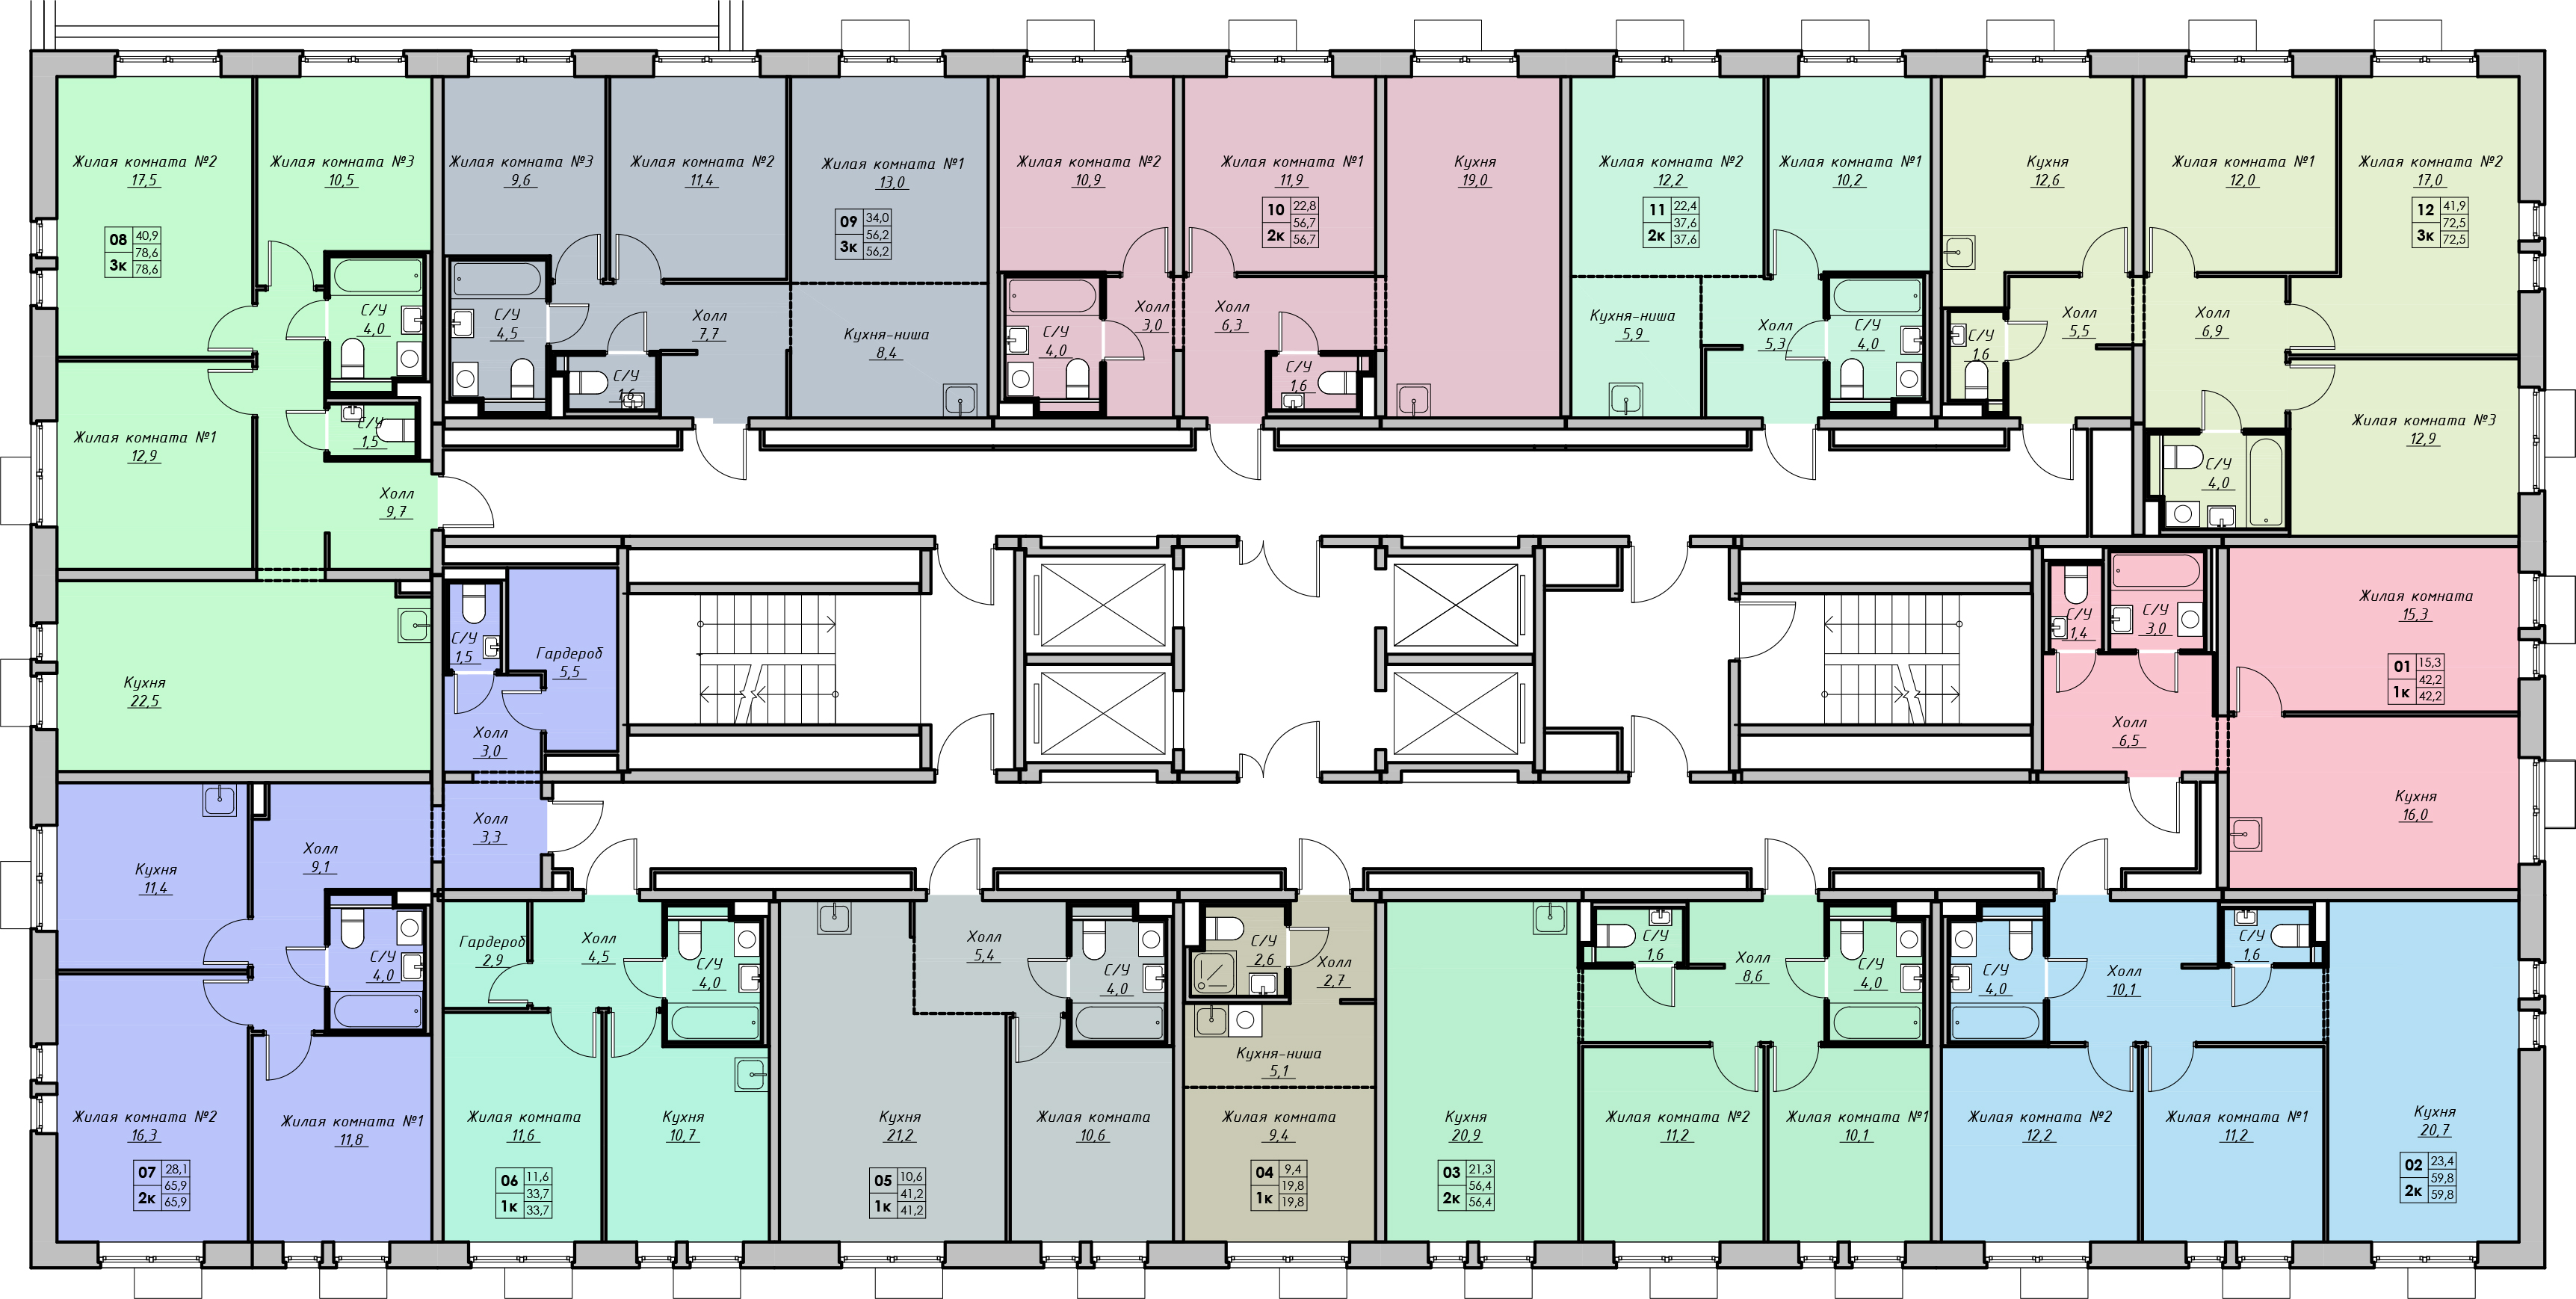 Жилая комната №2
17,5
08 40,9
3к 78,6
78,6
Жилая комната №3
10,5
С/У
4,0
С/У
1,5
Жилая комната №1
12,9
Холл
9,7
Кухня
22,5
Жилая комната №3
9,6
Жилая комната №2
11,4
Жилая комната №1
13,0
09 34,0
3к 56,2
56,2
С/У
4,5
Холл
7,7
С/У
1,6
Кухня-ниша
8,4
Жилая комната №2
10,9
Жилая комната №1
11,9
10 22,8
2к 56,7
56,7
Кухня
19,0
С/У
4,0
Холл
3,0
Холл
6,3
С/У
1,6
Жилая комната №2
12,2
11 22,4
2к 37,6
37,6
Жилая комната №1
10,2
Кухня-ниша
5,9
Холл
5,3
С/У
4,0
Кухня
12,6
Жилая комната №1
12,0
Жилая комната №2
17,0
12 41,9
3к 72,5
72,5
С/У
1,6
Холл
5,5
Холл
6,9
Жилая комната №3
12,9
С/У
4,0
С/У
1,5
Гардероб
5,5
Холл
3,0
Холл
3,3
С/У
1,4
С/У
3,0
Жилая комната
15,3
01 15,3
1к 42,2
42,2
Холл
6,5
Кухня
16,0
Кухня
11,4
Холл
9,1
С/У
4,0
Жилая комната №2
16,3
07 28,1
2к 65,9
65,9
Жилая комната №1
11,8
Гардероб
2,9
Холл
4,5
С/У
4,0
Жилая комната
11,6
06 11,6
1к 33,7
33,7
Кухня
10,7
Холл
5,4
С/У
4,0
Кухня
21,2
05 10,6
1к 41,2
41,2
Жилая комната
10,6
С/У
2,6
Холл
2,7
Кухня-ниша
5,1
Жилая комната
9,4
04 9,4
1к 19,8
19,8
Кухня
20,9
03 21,3
2к 56,4
56,4
С/У
1,6
Холл
8,6
С/У
4,0
Жилая комната №2
11,2
Жилая комната №1
10,1
С/У
4,0
Холл
10,1
С/У
1,6
Жилая комната №2
12,2
Жилая комната №1
11,2
Кухня
20,7
02 23,4
2к 59,8
59,8